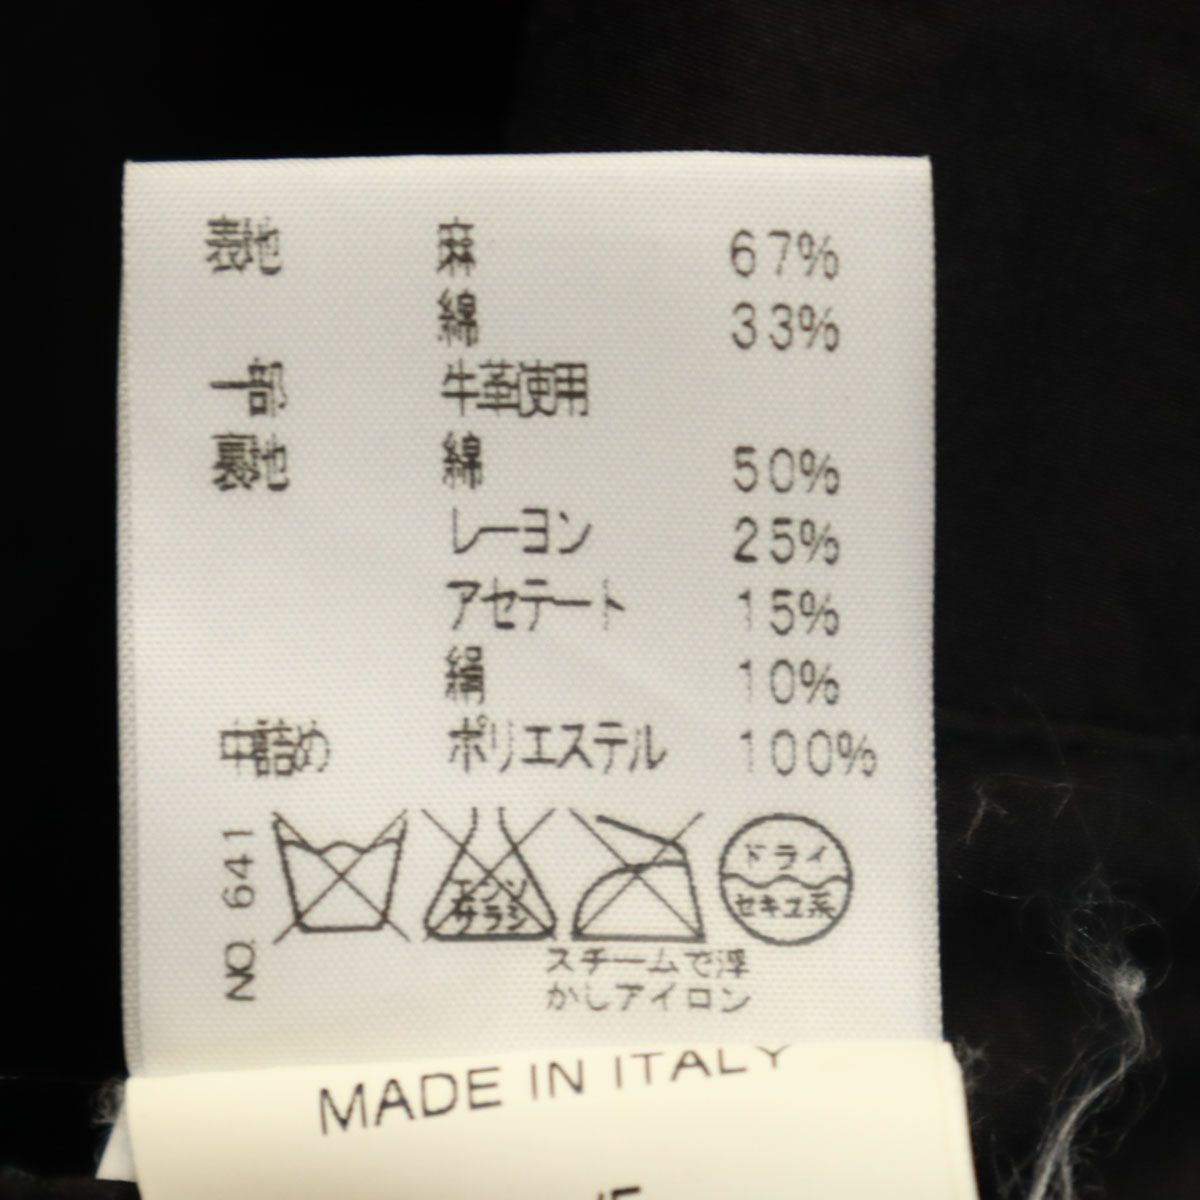 表地 麻 67%
綿 33%
一部 牛革使用
裏地 綿 50%
レーヨン 25%
アセテート 15%
絹 10%
中詰め ポリエステル 100%
NO. 641
エンソ
サラシ
ドライ
セキユ系
スチームで浮
かしアイロン
MADE IN ITALY